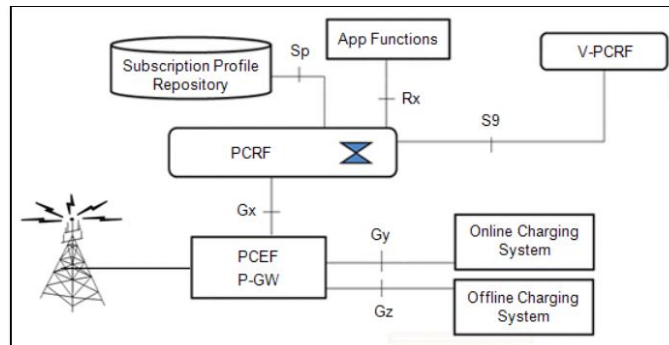 Sp
App Functions
Subscription Profile
Repository
V-PCRF
Rx
S9
PCRF
Gx
Gy
Online Charging
System
PCEF
P-GW
Gz
Offline Charging
System